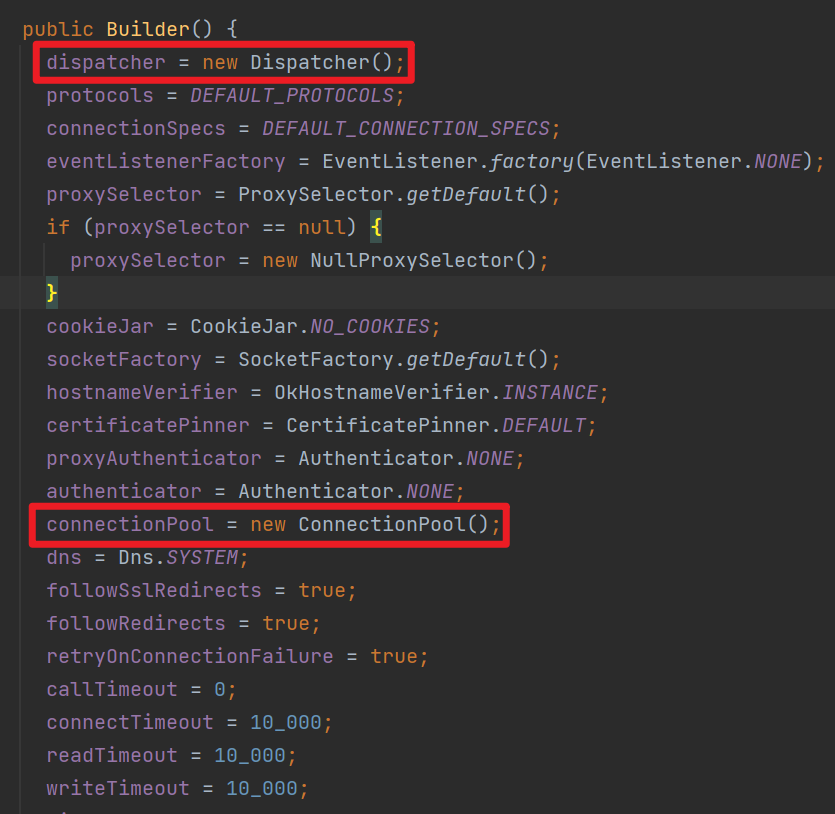 public Builder() {
dispatcher = new Dispatcher();
protocols = DEFAULT_PROTOCOLS;
connectionSpecs = DEFAULT_CONNECTION_SPECS;
eventListenerFactory = EventListener.factory(EventListener.NONE);
proxySelector = ProxySelector.getDefault();
if (proxySelector == null) {
proxySelector = new NullProxySelector();
}
cookieJar = CookieJar.NO_COOKIES;
socketFactory = SocketFactory.getDefault();
hostnameVerifier = OkHostnameVerifier.INSTANCE;
certificatePinner = CertificatePinner.DEFAULT;
proxyAuthenticator = Authenticator.NONE;
authenticator = Authenticator.NONE;
connectionPool = new ConnectionPool();
dns = Dns.SYSTEM;
followSslRedirects = true;
followRedirects = true;
retryOnConnectionFailure = true;
callTimeout = 0;
connectTimeout = 10_000;
readTimeout = 10_000;
writeTimeout = 10_000;